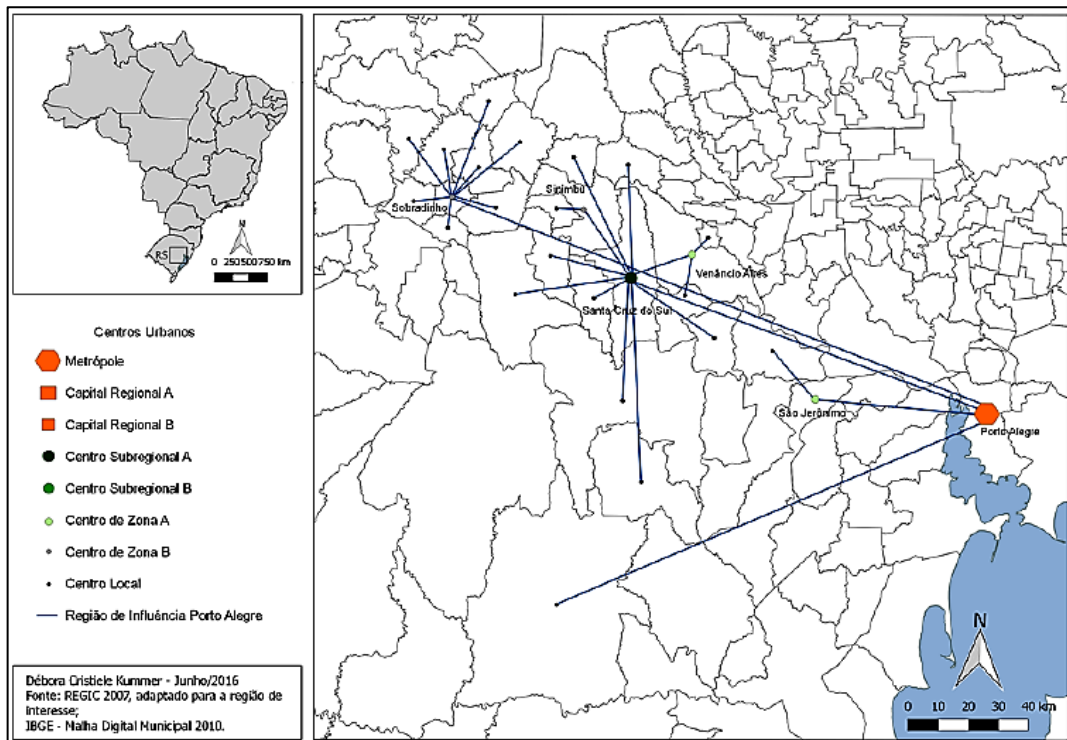 RS
N
0 250500750 km
Centros Urbanos
Metrópole
Capital Regional A
Capital Regional B
Centro Subregional A
Centro Subregional B
Centro de Zona A
Centro de Zona B
Centro Local
Região de Influência Porto Alegre
Débora Cristiele Kummer - Junho/2016
Fonte: REGIC 2007, adaptado para a região de
interesse;
IBGE - Malha Digital Municipal 2010.
Sinimbu
Sobradinho
Venâncio Aires
Santa Cruz do Sul
São Jerônimo
Porto Alegre
N
0 10 20 30 40 km